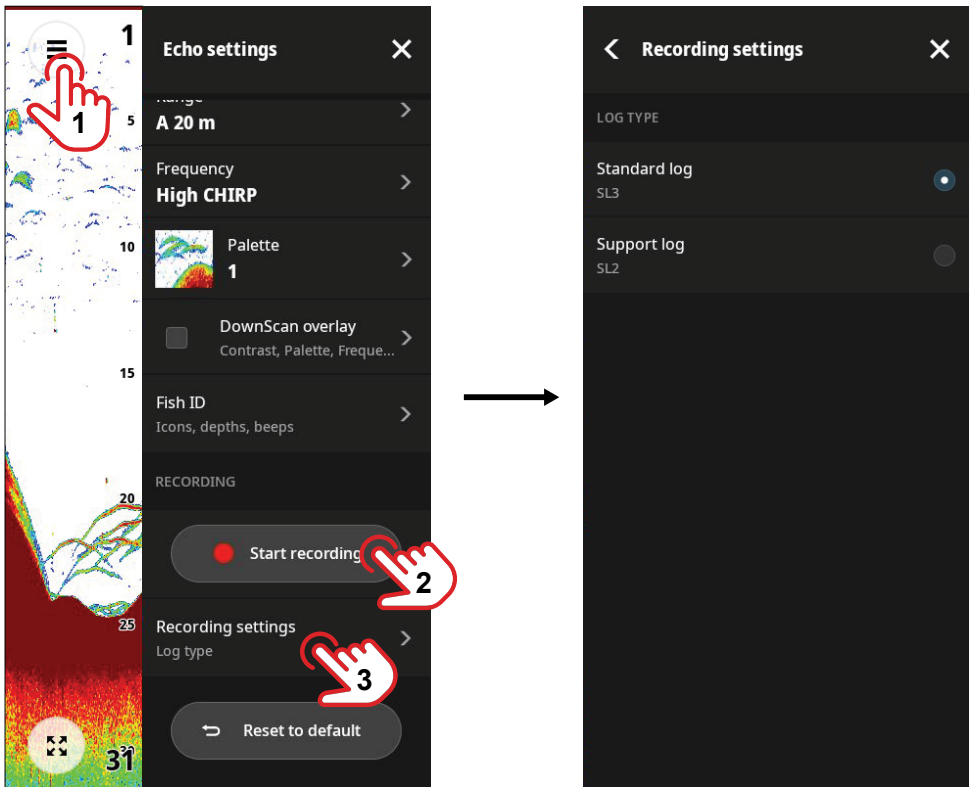 1
5
10
15
20
25
31
1
Echo settings
Range
A 20 m
Frequency
High CHIRP
Palette
1
DownScan overlay
Contrast, Palette, Freque...
Fish ID
Icons, depths, beeps
RECORDING
Start recording
2
Recording settings
Log type
3
Reset to default
Recording settings
LOG TYPE
Standard log
SL3
Support log
SL2